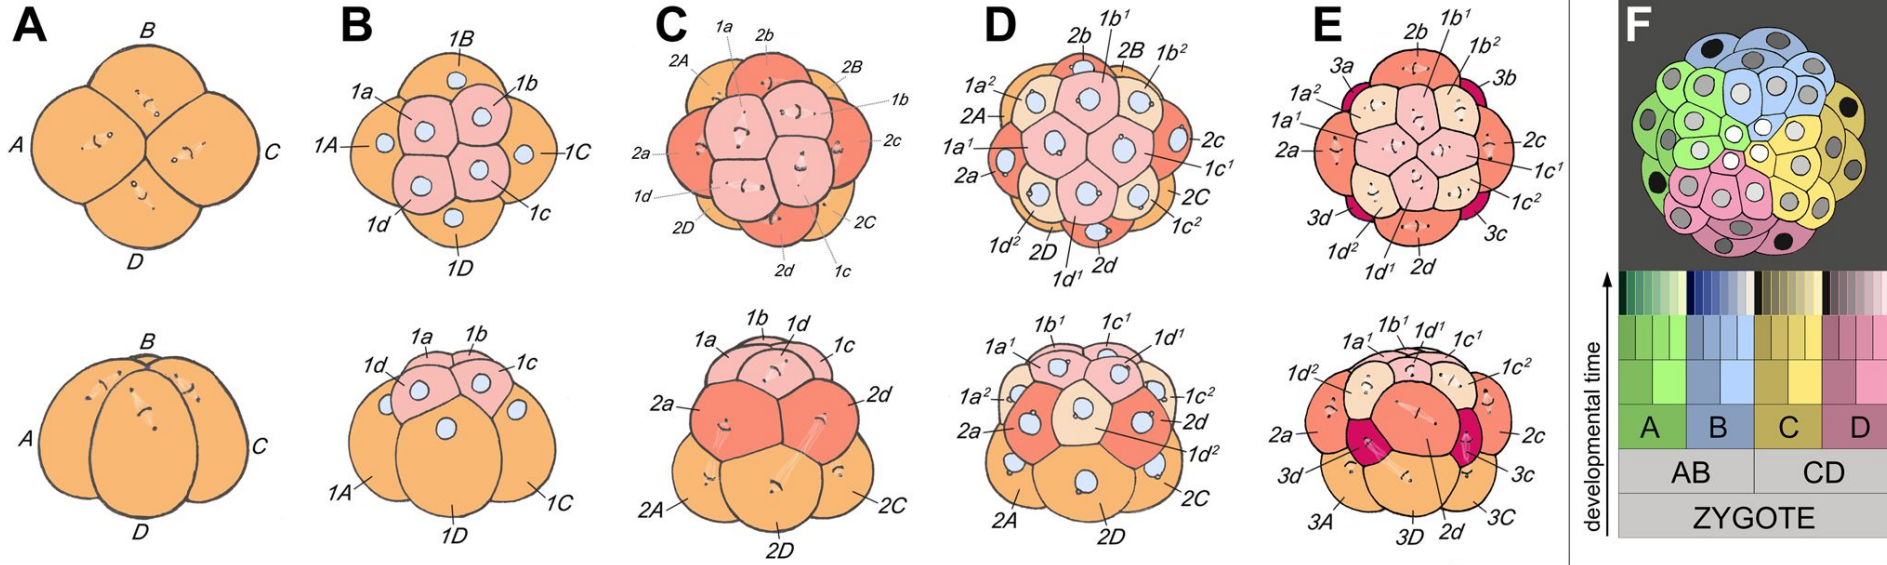 A
B
A
C
D
B
A
C
D
B
1B
1a
1b
1A
1C
1d
1c
1D
1a
1b
1d
1c
1A
1C
1D
C
1a
2b
2A
2B
1b
2a
2c
1d
2D
2C
2d
1c
1b
1d
1a
1c
2a
2d
2A
2C
2D
D
1b¹
2b
2B
1b²
1a²
2A
1a¹
2c
2a
1c¹
2C
1d²
1c²
2D
1d¹
2d
1b¹
1c¹
1a¹
1d¹
1a²
1c²
2a
2d
1d²
2A
2C
2D
E
1b¹
2b
1b²
3a
3b
1a²
1a¹
2c
2a
1c¹
1c²
3d
3c
1d²
1d¹
2d
1b¹
1d¹
1a¹
1c¹
1d²
1c²
2a
2c
3d
3c
3A
3C
3D
2d
F
developmental time
A B C D
AB CD
ZYGOTE